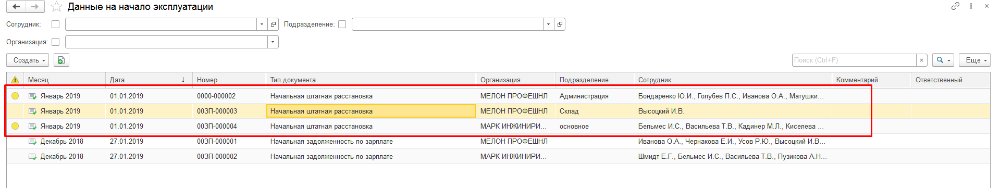 Данные на начало эксплуатации
Сотрудник: Подразделение:
Организация:
Создать Поиск (Ctrl+F) × Еще
Месяц Дата ↓ Номер Тип документа Организация Подразделение Сотрудник Комментарий Ответственный
Январь 2019 01.01.2019 0000-000002 Начальная штатная расстановка МЕЛОН ПРОФЕШНЛ Администрация Бондаренко Ю.И., Голубев П.С., Иванова О.А., Матушки...
Январь 2019 01.01.2019 00ЗП-000003 Начальная штатная расстановка МЕЛОН ПРОФЕШНЛ Склад Высоцкий И.В.
Январь 2019 01.01.2019 00ЗП-000004 Начальная штатная расстановка МАРК ИНЖИНИРИ... основное Бельмес И.С., Васильева Т.В., Кадинер М.Л., Киселева ...
Декабрь 2018 27.01.2019 00ЗП-000001 Начальная задолженность по зарплате МЕЛОН ПРОФЕШНЛ Иванова О.А., Чернакова Е.И., Усов Р.Ю., Высоцкий И.В...
Декабрь 2018 27.01.2019 00ЗП-000002 Начальная задолженность по зарплате МАРК ИНЖИНИРИ... Шмидт Е.Г., Бельмес И.С., Васильева Т.В., Пузикова А.Н...